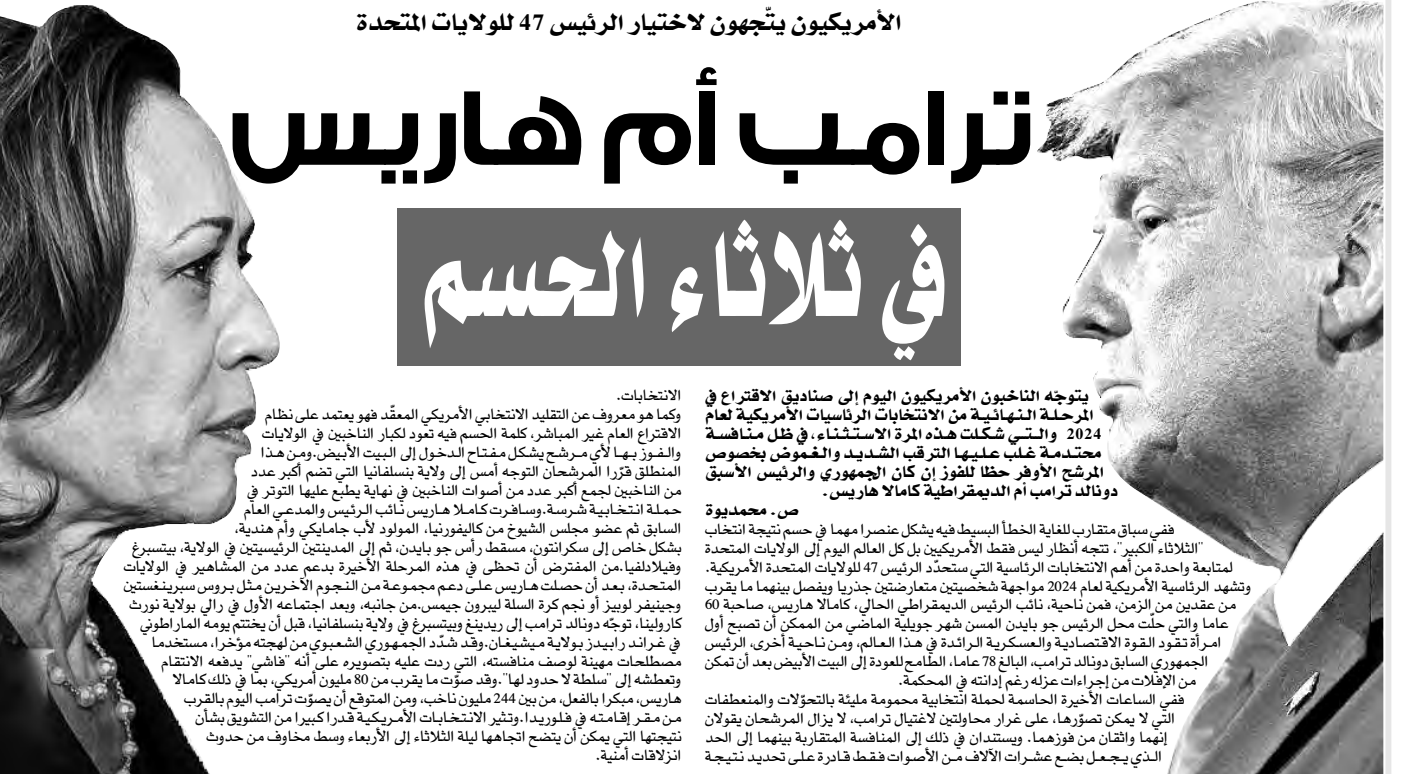 الأمريكيون يتّجهون لاختيار الرئيس 47 للولايات المتحدة
ترامب أم هاريس
في ثلاثاء الحسم
يتوجّه الناخبون الأمريكيون اليوم إلى صناديق الاقتراع في
المرحلة النهائية من الانتخابات الرئاسيات الأمريكية لعام
2024 والتي شكلت هذه المرة الاستثناء، في ظل منافسة
محتدمة غلب عليها الترقب الشديد والغموض بخصوص
المرشح الأوفر حظا للفوز إن كان الجمهوري والرئيس الأسبق
دونالد ترامب أم الديمقراطية كامالا هاريس.
ص. محمديوة
ففي سباق متقارب للغاية الخطأ البسيط فيه يشكل عنصرا مهما في حسم نتيجة انتخاب
"الثلاثاء الكبير"، تتجه أنظار ليس فقط الأمريكيين بل كل العالم اليوم إلى الولايات المتحدة
لمتابعة واحدة من أهم الانتخابات الرئاسية التي ستحدّد الرئيس 47 للولايات المتحدة الأمريكية.
وتشهد الرئاسية الأمريكية لعام 2024 مواجهة شخصيتين متعارضتين جذريا ويفصل بينهما ما يقرب
من عقدين من الزمن، فمن ناحية، نائب الرئيس الديمقراطي الحالي، كامالا هاريس، صاحبة 60
عاما والتي حلّت محل الرئيس جو بايدن المسن شهر جويلية الماضي من الممكن أن تصبح أول
امرأة تقود القوة الاقتصادية والعسكرية الرائدة في هذا العالم، ومن ناحية أخرى، الرئيس
الجمهوري السابق دونالد ترامب، البالغ 78 عاما، الطامح للعودة إلى البيت الأبيض بعد أن تمكن
من الإفلات من إجراءات عزله رغم إدانته في المحكمة.
ففي الساعات الأخيرة الحاسمة لحملة انتخابية محمومة مليئة بالتحوّلات والمنعطفات
التي لا يمكن تصوّرها، على غرار محاولتين لاغتيال ترامب، لا يزال المرشحان يقولان
إنهما واثقان من فوزهما. ويستندان في ذلك إلى المنافسة المتقاربة بينهما إلى الحد
الذي يجعل بضع عشرات الآلاف من الأصوات فقط قادرة على تحديد نتيجة
الانتخابات.
وكما هو معروف عن التقليد الانتخابي الأمريكي المعقّد فهو يعتمد على نظام
الاقتراع العام غير المباشر، كلمة الحسم فيه تعود لكبار الناخبين في الولايات
والفوز بها لأي مرشح يشكل مفتاح الدخول إلى البيت الأبيض. ومن هذا
المنطلق قرّرا المرشحان التوجه أمس إلى ولاية بنسلفانيا التي تضم أكبر عدد
من الناخبين لجمع أكبر عدد من أصوات الناخبين في نهاية يطبع عليها التوتر في
حملة انتخابية شرسة. وسافرت كاملا هاريس نائب الرئيس والمدعي العام
السابق ثم عضو مجلس الشيوخ من كاليفورنيا، المولود لأب جامايكي وأم هندية،
بشكل خاص إلى سكرانتون، مسقط رأس جو بايدن، ثم إلى المدينتين الرئيسيتين في الولاية، بيتسبرغ
وفيلادلفيا. من المفترض أن تحظى في هذه المرحلة الأخيرة بدعم عدد من المشاهير في الولايات
المتحدة، بعد أن حصلت هاريس على دعم مجموعة من النجوم الآخرين مثل بروس سبرينغستين
وجينيفر لوبيز أو نجم كرة السلة ليبرون جيمس. من جانبه، وبعد اجتماعه الأول في رالي بولاية نورث
كارولينا، توجّه دونالد ترامب إلى ريدينغ وبيتسبرغ في ولاية بنسلفانيا، قبل أن يختتم يومه الماراطوني
في غراند رابيدز بولاية ميشيغان. وقد شدّد الجمهوري الشعبوي من لهجته مؤخرا، مستخدما
مصطلحات مهينة لوصف منافسته، التي ردت عليه بتصويره على أنه "فاشي" يدفعه الانتقام
وتعطشه إلى "سلطة لا حدود لها". وقد صوّت ما يقرب من 80 مليون أمريكي، بما في ذلك كامالا
هاريس، مبكرا بالفعل، من بين 244 مليون ناخب، ومن المتوقع أن يصوّت ترامب اليوم بالقرب
من مقر إقامته في فلوريدا. وتثير الانتخابات الأمريكية قدرا كبيرا من التشويق بشأن
نتيجتها التي يمكن أن يتضح اتجاهها ليلة الثلاثاء إلى الأربعاء وسط مخاوف من حدوث
انزلاقات أمنية.